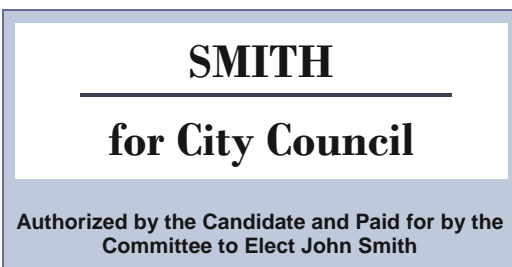 SMITH
for City Council
Authorized by the Candidate and Paid for by the
Committee to Elect John Smith